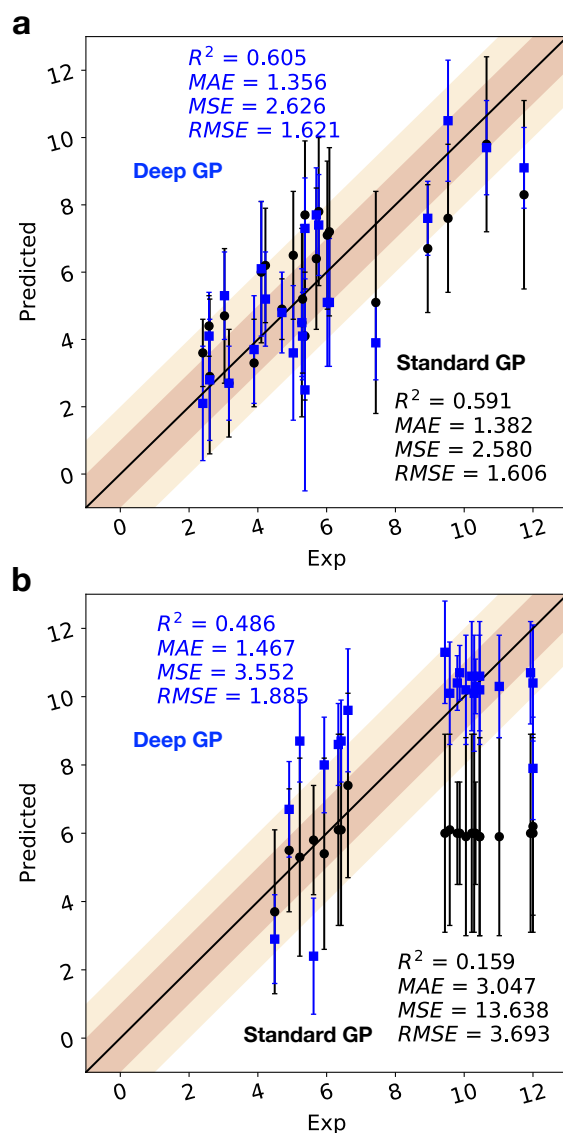 a
R² = 0.605
MAE = 1.356
MSE = 2.626
RMSE = 1.621
Deep GP
Standard GP
R² = 0.591
MAE = 1.382
MSE = 2.580
RMSE = 1.606
12
10
8
6
4
2
0
Predicted
0 2 4 6 8 10 12
Exp
b
R² = 0.486
MAE = 1.467
MSE = 3.552
RMSE = 1.885
Deep GP
R² = 0.159
MAE = 3.047
MSE = 13.638
RMSE = 3.693
Standard GP
12
10
8
6
4
2
0
Predicted
0 2 4 6 8 10 12
Exp